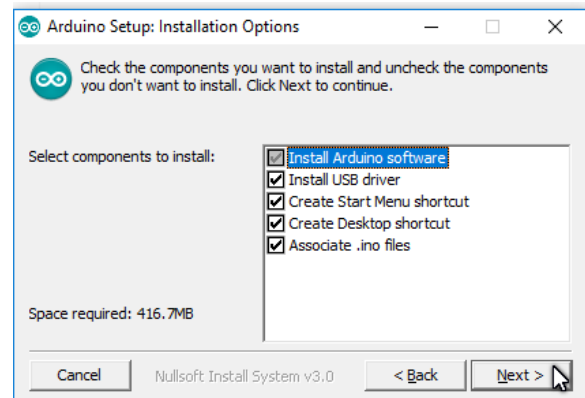 Arduino Setup: Installation Options
Check the components you want to install and uncheck the components
you don't want to install. Click Next to continue.
Select components to install:
Install Arduino software
Install USB driver
Create Start Menu shortcut
Create Desktop shortcut
Associate .ino files
Space required: 416.7MB
Cancel
Nullsoft Install System v3.0
< Back
Next >